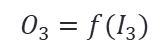 O₃ = f(I₃)